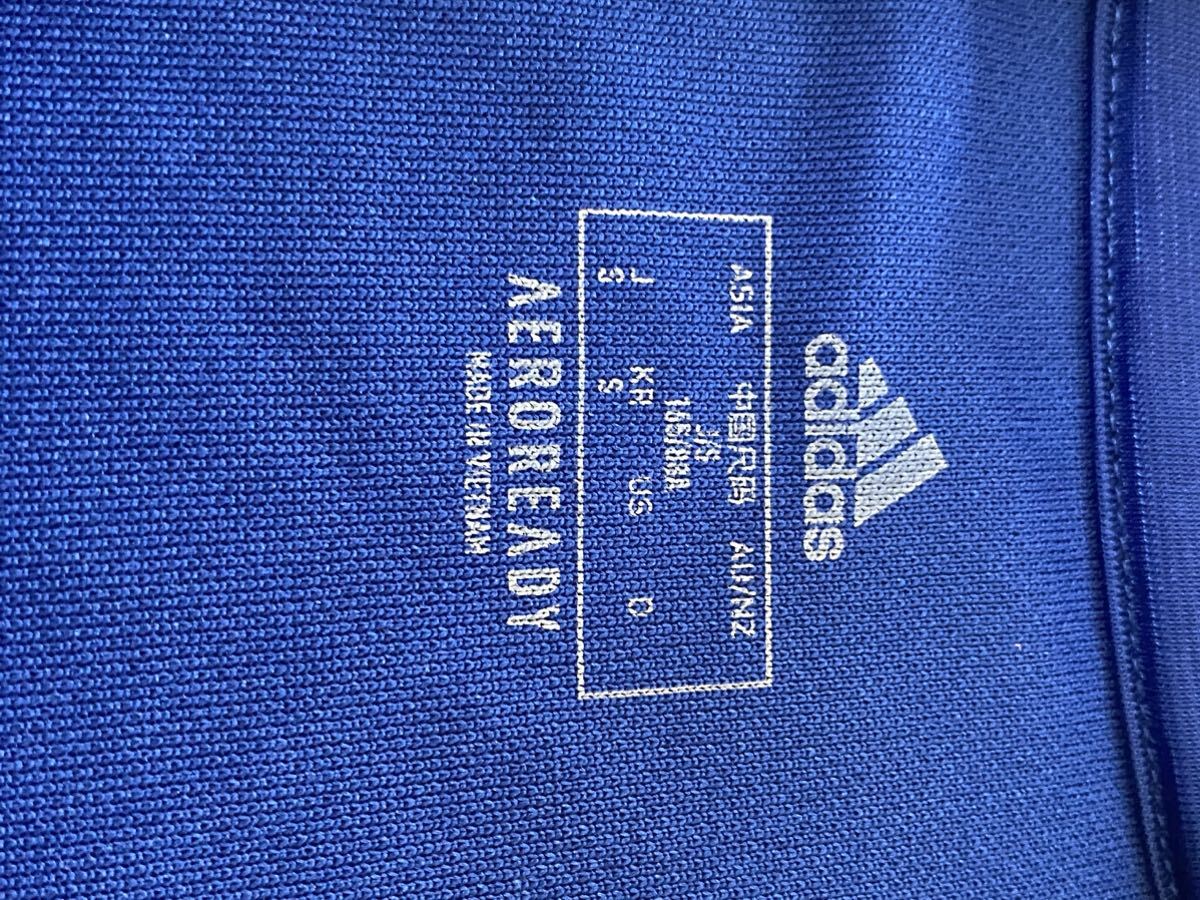 adidas
ASIA 中国尺码 AU/NZ
J/S
165/88A
J KR US D
S S
AEROREADY
MADE IN VIETNAM